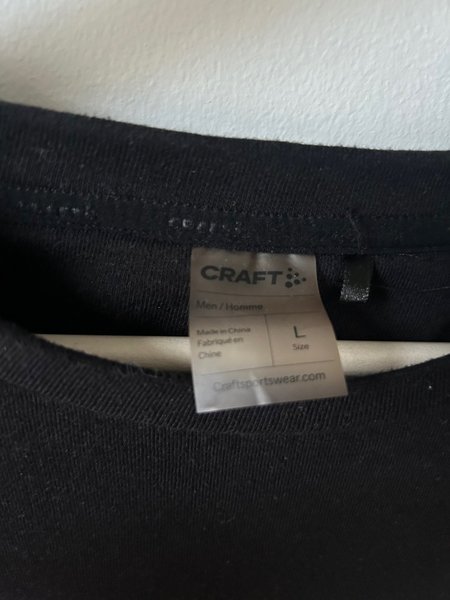 CRAFT
Men / Homme
Made in China
Fabriqué en
Chine
L
Size
Craftsportswear.com